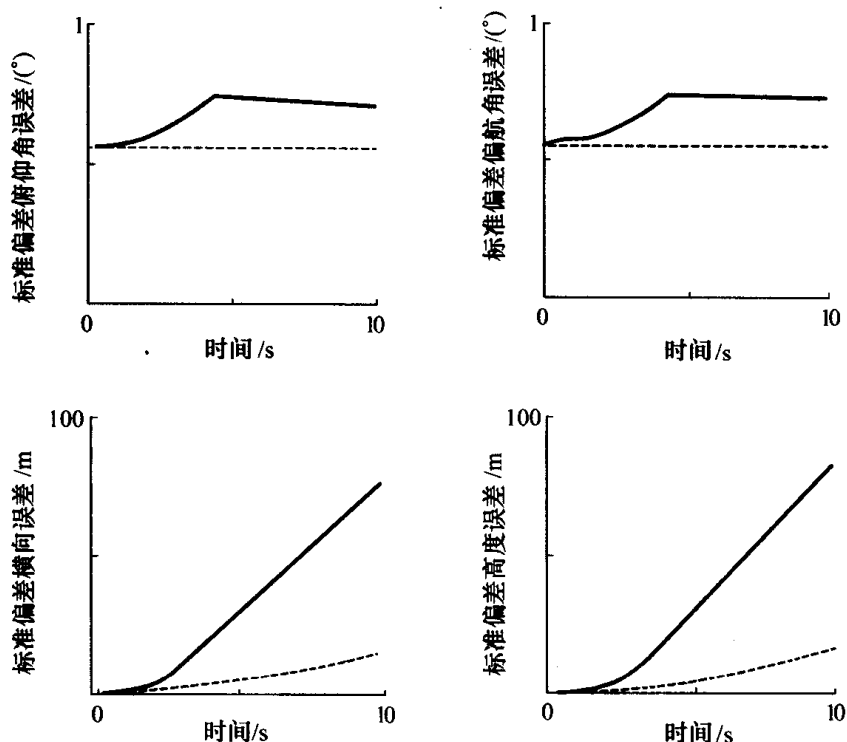 标准偏差俯仰角误差/(°)
1
0
10
时间/s
标准偏差偏航角误差/(°)
1
0
10
时间/s
标准偏差横向误差/m
100
0
10
时间/s
标准偏差高度误差/m
100
0
10
时间/s